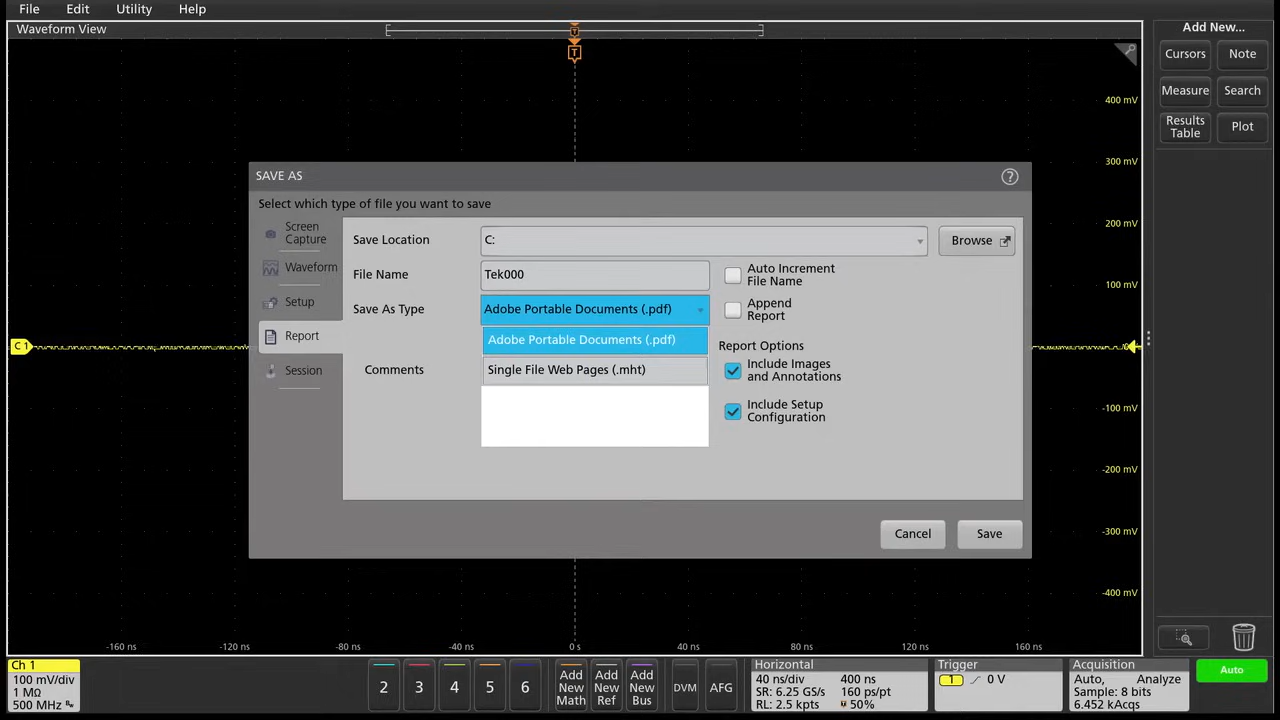 File Edit Utility Help
Waveform View
T
T
Add New...
Cursors Note
Measure Search
Results
Table
Plot
400 mV
300 mV
200 mV
100 mV
-100 mV
-200 mV
-300 mV
-400 mV
C 1
SAVE AS
?
Select which type of file you want to save
Screen
Capture
Waveform
Setup
Report
Session
Save Location C: Browse
File Name Tek000
Auto Increment
File Name
Save As Type Adobe Portable Documents (.pdf)
Append
Report
Adobe Portable Documents (.pdf)
Report Options
Comments Single File Web Pages (.mht)
Include Images
and Annotations
Include Setup
Configuration
Cancel Save
-160 ns -120 ns -80 ns -40 ns 0 s 40 ns 80 ns 120 ns 160 ns
Ch 1
100 mV/div
1 MΩ
500 MHz
2 3 4 5 6
Add
New
Math
Add
New
Ref
Add
New
Bus
DVM AFG
Horizontal
40 ns/div 400 ns
SR: 6.25 GS/s 160 ps/pt
RL: 2.5 kpts 50%
Trigger
1 0 V
Acquisition
Auto, Analyze
Sample: 8 bits
6.452 kAcqs
Auto